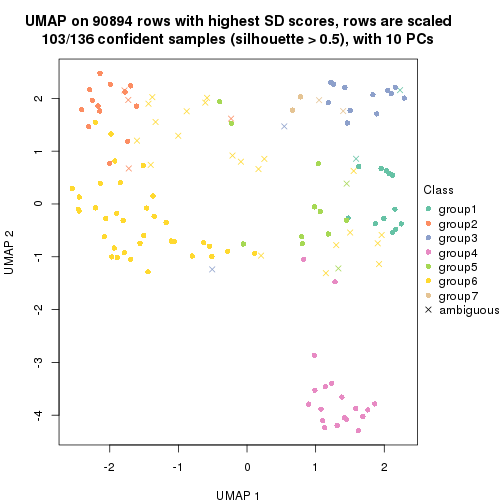 UMAP on 90894 rows with highest SD scores, rows are scaled
103/136 confident samples (silhouette > 0.5), with 10 PCs
2
1
0
-1
-2
-3
-4
UMAP 2
-2
-1
0
1
2
UMAP 1
Class
group1
group2
group3
group4
group5
group6
group7
ambiguous